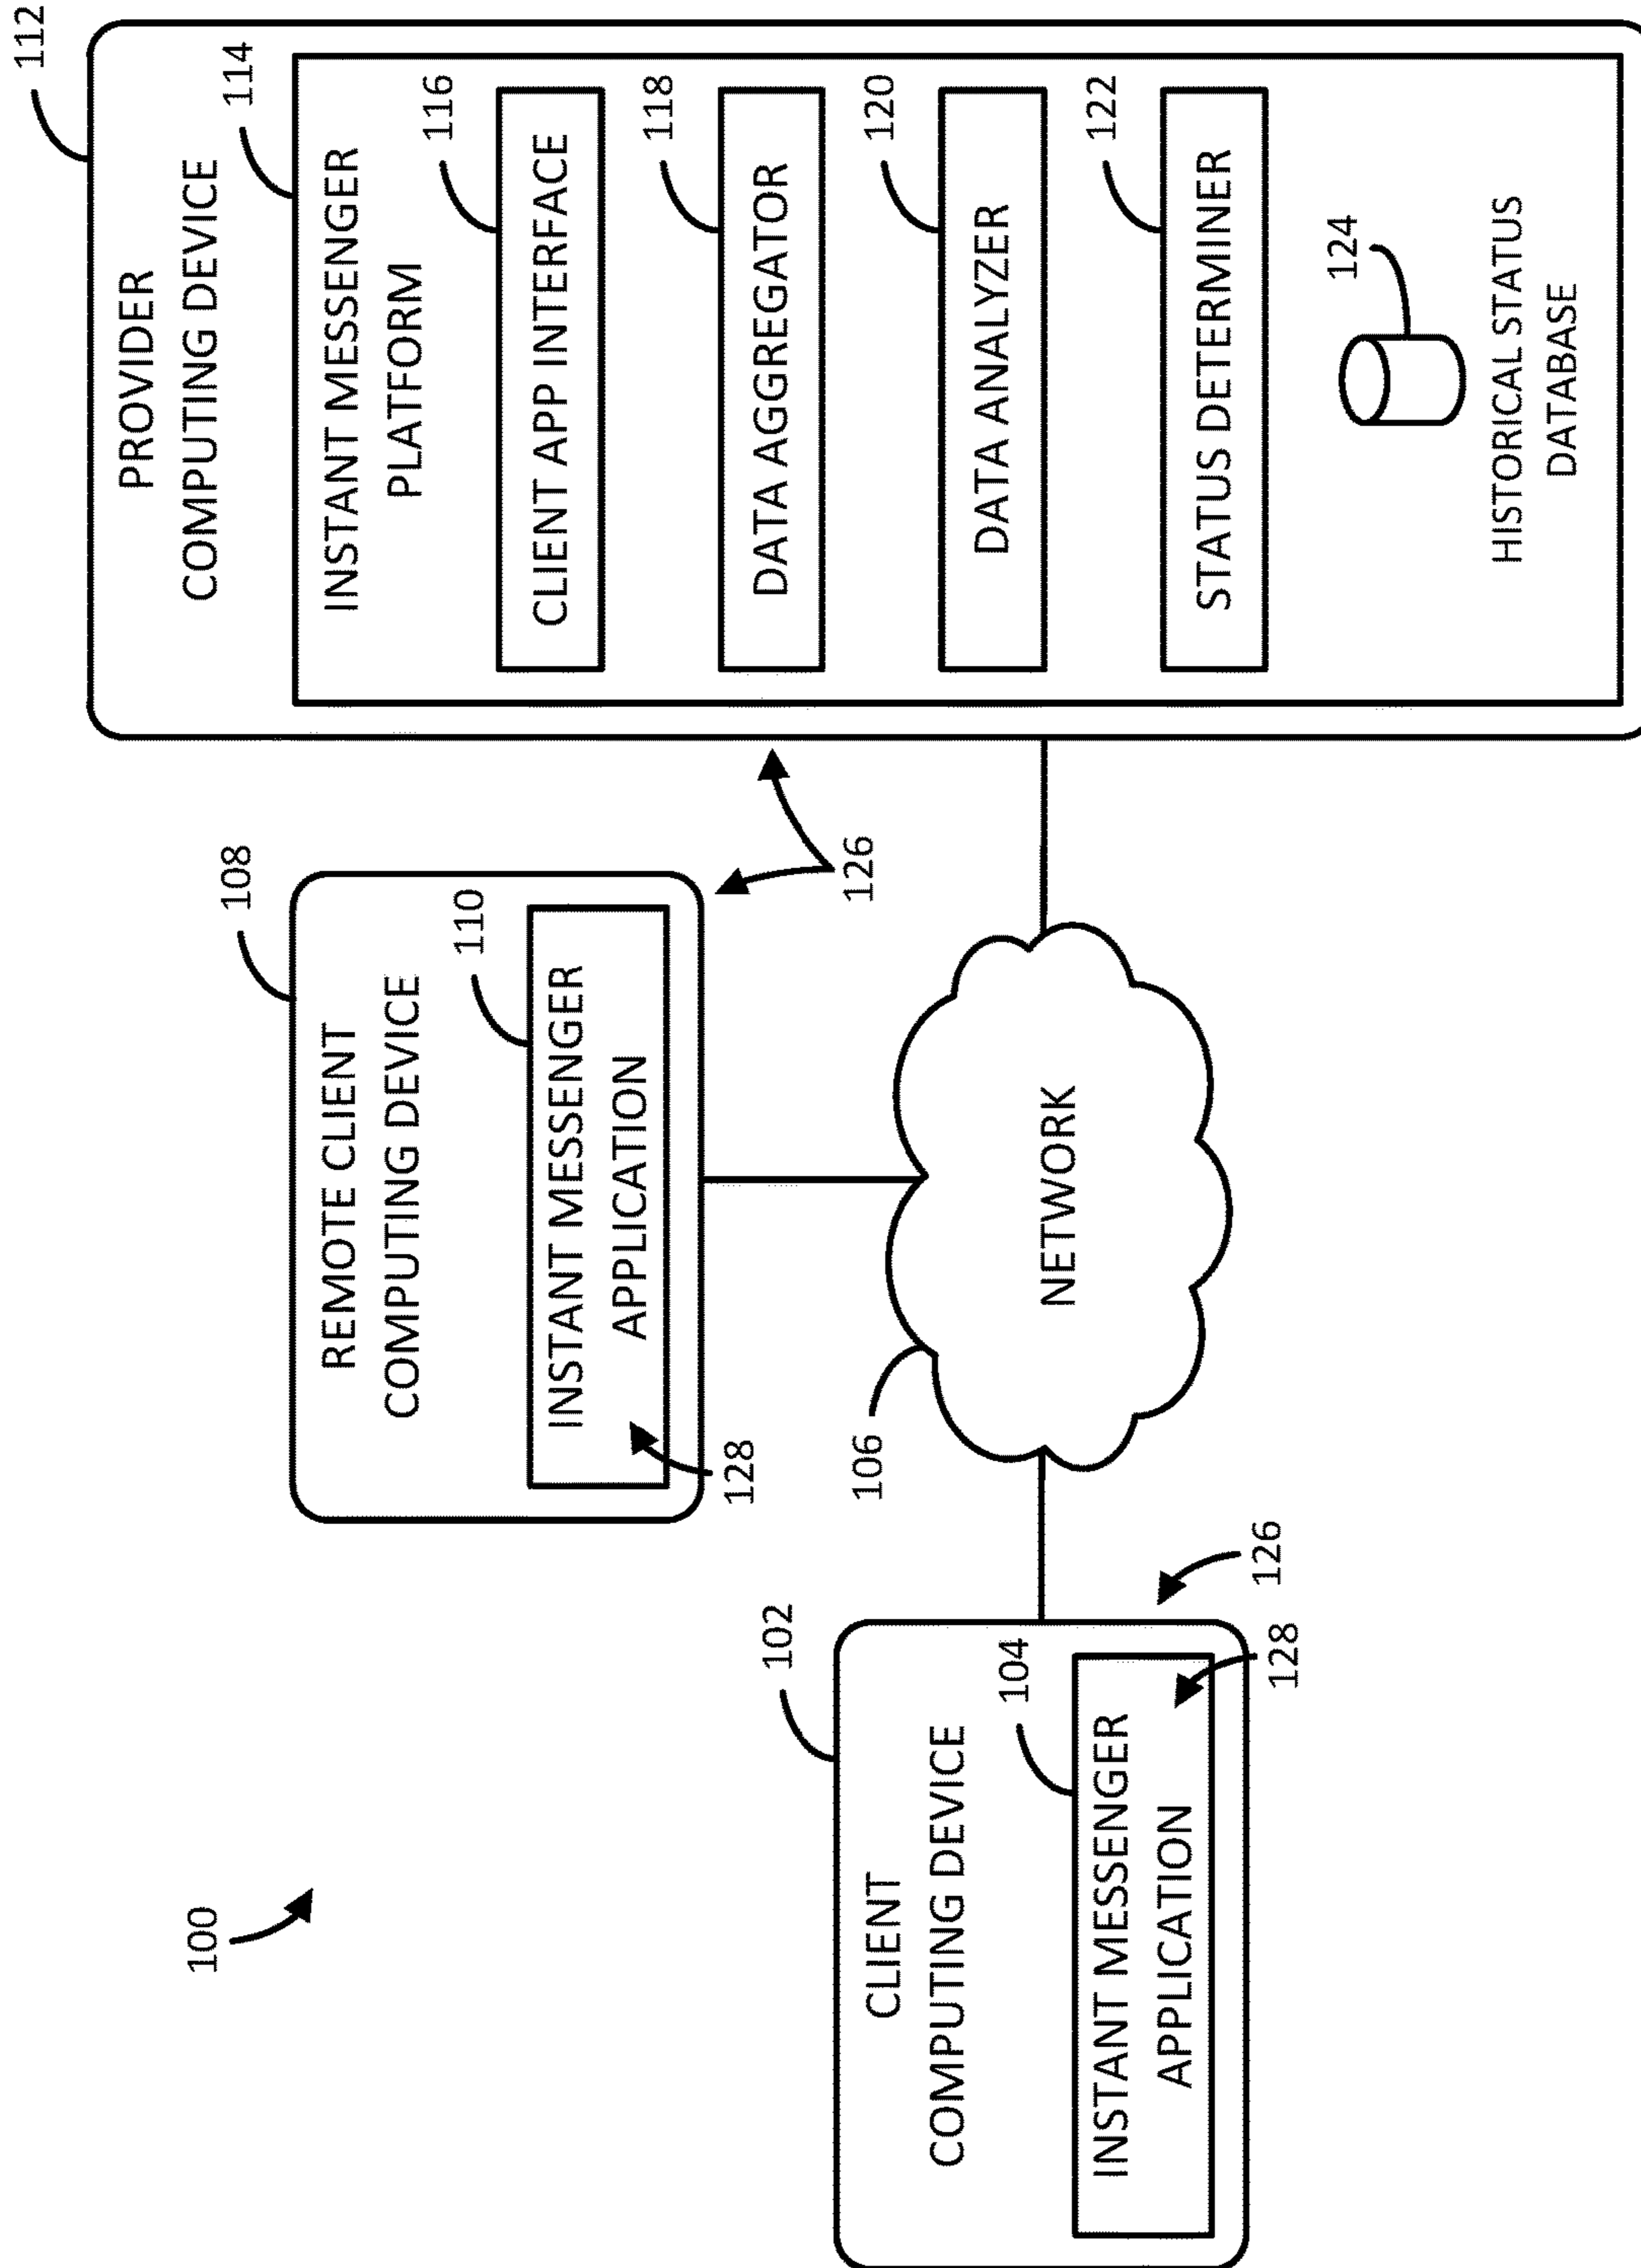 100
112
PROVIDER
COMPUTING DEVICE
114
INSTANT MESSENGER
PLATFORM
116
CLIENT APP INTERFACE
118
DATA AGGREGATOR
120
DATA ANALYZER
122
STATUS DETERMINER
124
HISTORICAL STATUS
DATABASE
108
REMOTE CLIENT
COMPUTING DEVICE
110
INSTANT MESSENGER
APPLICATION
128
126
106
NETWORK
102
CLIENT
COMPUTING DEVICE
104
INSTANT MESSENGER
APPLICATION
126
128